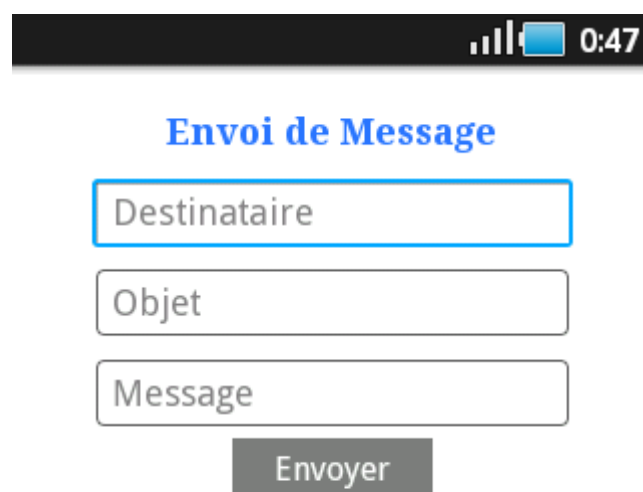 0:47
Envoi de Message
Destinataire
Objet
Message
Envoyer